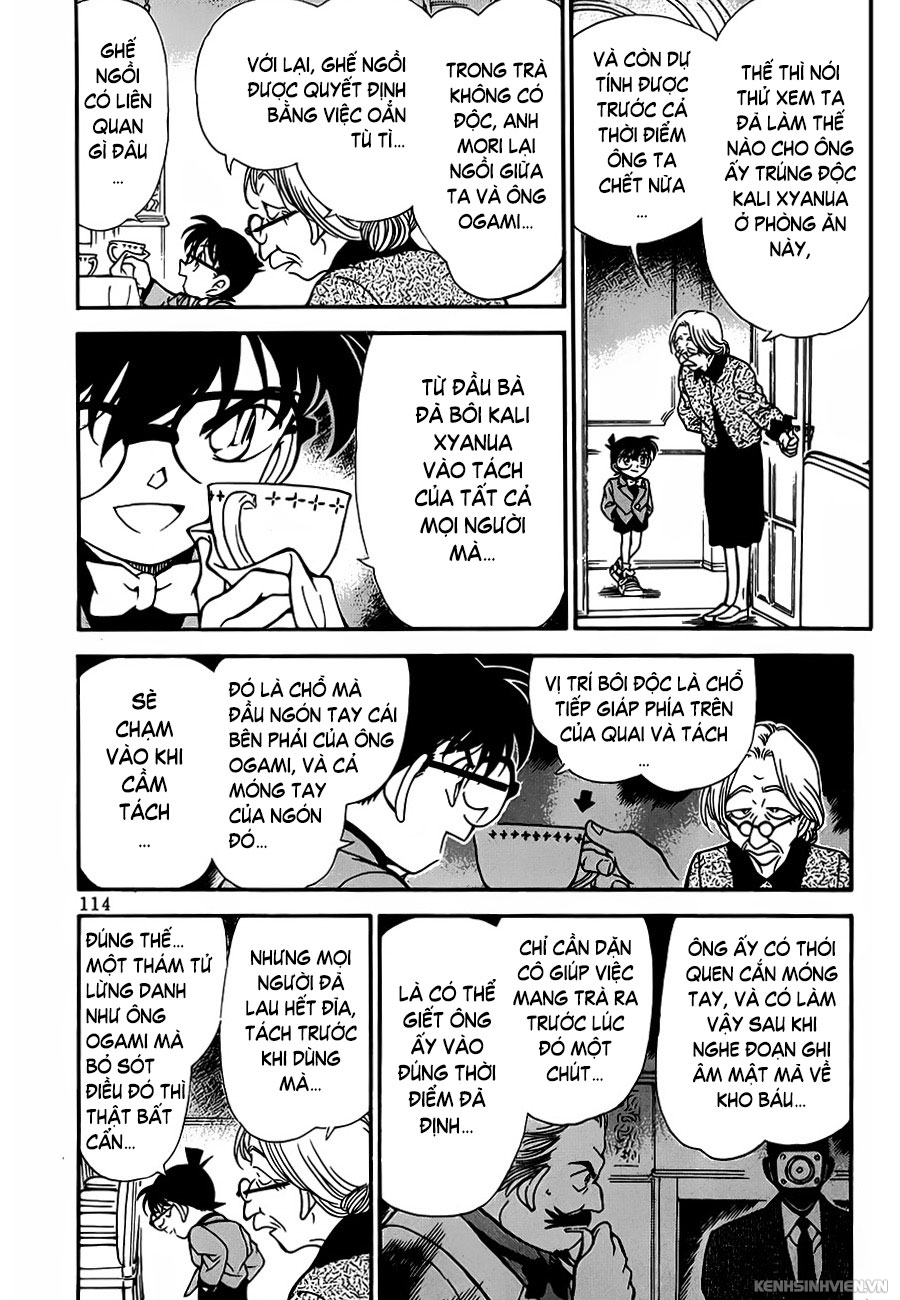 THẾ THÌ NÓI
THỬ XEM TA
ĐÃ LÀM THẾ
NÀO CHO ÔNG
ẤY TRÚNG ĐỘC
KALI XYANUA
Ở PHÒNG ĂN
NÀY,
VÀ CÒN DỰ
TÍNH ĐƯỢC
TRƯỚC CẢ
THỜI ĐIỂM
ÔNG TA
CHẾT NỮA
...
TRONG TRÀ
KHÔNG CÓ
ĐỘC, ANH
MORI LẠI
NGỒI GIỮA
TA VÀ ÔNG
OGAMI...
VỚI LẠI, GHẾ NGỒI
ĐƯỢC QUYẾT ĐỊNH
BẰNG VIỆC OẲN
TÙ TÌ...
GHẾ
NGỒI
CÓ LIÊN
QUAN
GÌ ĐÂU
...
TỪ ĐẦU BÀ
ĐÃ BÔI KALI
XYANUA
VÀO TÁCH
CỦA TẤT CẢ
MỌI NGƯỜI
MÀ...
VỊ TRÍ BÔI ĐỘC LÀ CHỔ
TIẾP GIÁP PHÍA TRÊN
CỦA QUAI VÀ TÁCH
...
ĐÓ LÀ CHỔ MÀ
ĐẦU NGÓN TAY CÁI
BÊN PHẢI CỦA ÔNG
OGAMI, VÀ CẢ
MÓNG TAY
CỦA NGÓN
ĐÓ...
SẼ
CHẠM
VÀO KHI
CẦM
TÁCH
...
114
ÔNG ẤY CÓ THÓI
QUEN CẮN MÓNG
TAY, VÀ CÓ LÀM
VẬY SAU KHI
NGHE ĐOẠN GHI
ÂM MẬT MÃ VỀ
KHO BÁU...
CHỈ CẦN DẶN
CÔ GIÚP VIỆC
MANG TRÀ RA
TRƯỚC LÚC
ĐÓ MỘT
CHÚT...
LÀ CÓ THỂ
GIẾT ÔNG
ẤY VÀO
ĐÚNG THỜI
ĐIỂM ĐÃ
ĐỊNH...
NHƯNG MỌI
NGƯỜI ĐÃ
LAU HẾT ĐĨA,
TÁCH TRƯỚC
KHI DÙNG
MÀ...
ĐÚNG THẾ...
MỘT THÁM TỬ
LỪNG DANH
NHƯ ÔNG
OGAMI MÀ
BỎ SÓT
ĐIỀU ĐÓ THÌ
THẬT BẤT
CẨN...
KENHSINHVIEN.VN